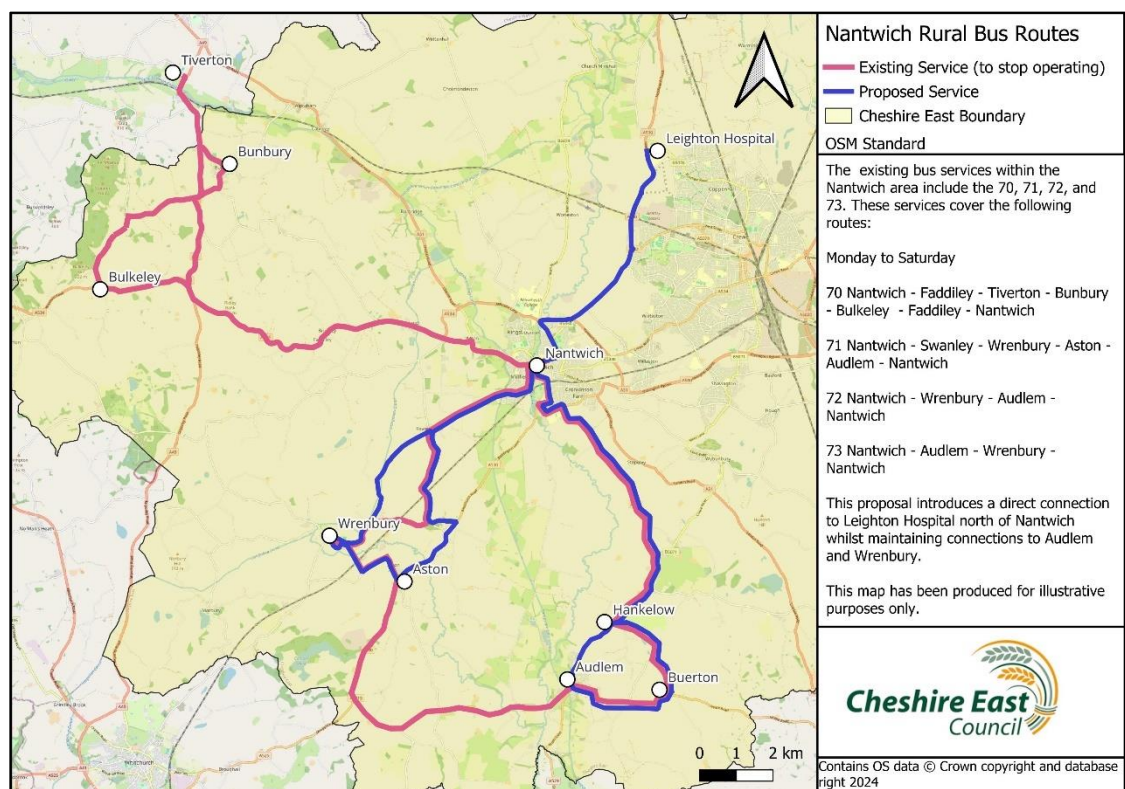 Tiverton
Bunbury
Leighton Hospital
Bulkeley
Nantwich
Wrenbury
Aston
Hankelow
Audlem
Buerton
0 1 2 km
Nantwich Rural Bus Routes
Existing Service (to stop operating)
Proposed Service
Cheshire East Boundary
OSM Standard
The existing bus services within the
Nantwich area include the 70, 71, 72, and
73. These services cover the following
routes:
Monday to Saturday
70 Nantwich - Faddiley - Tiverton - Bunbury
- Bulkeley - Faddiley - Nantwich
71 Nantwich - Swanley - Wrenbury - Aston -
Audlem - Nantwich
72 Nantwich - Wrenbury - Audlem -
Nantwich
73 Nantwich - Audlem - Wrenbury -
Nantwich
This proposal introduces a direct connection
to Leighton Hospital north of Nantwich
whilst maintaining connections to Audlem
and Wrenbury.
This map has been produced for illustrative
purposes only.
Cheshire East
Council
Contains OS data © Crown copyright and database
right 2024